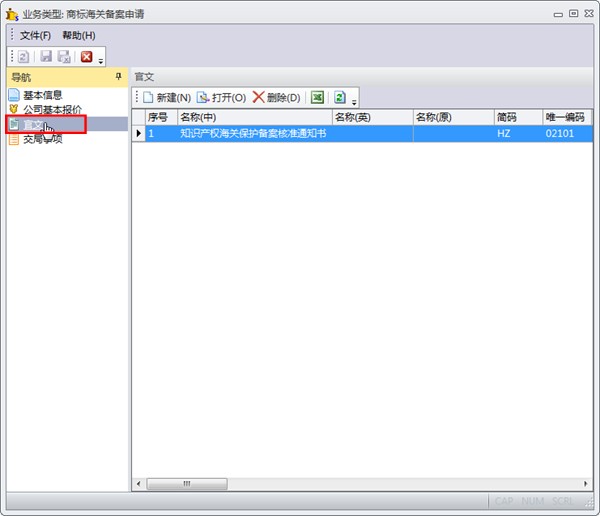 业务类型: 商标海关备案申请
文件(F) 帮助(H)
导航
官文
基本信息
公司基本报价
官文
交局事项
新建(N) 打开(O) 删除(D)
序号 名称(中) 名称(英) 名称(原) 简码 唯一编码
1 知识产权海关保护备案核准通知书 HZ 02101
CAP NUM SCRL